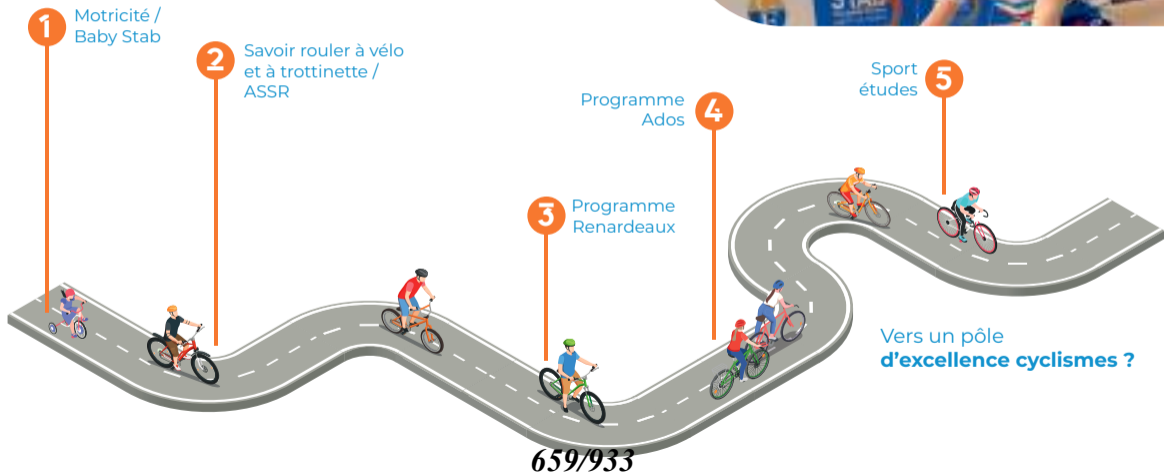 1
Motricité /
Baby Stab
2
Savoir rouler à vélo
et à trottinette /
ASSR
3
Programme
Renardeaux
4
Programme
Ados
5
Sport
études
Vers un pôle
d'excellence cyclismes ?
659/933